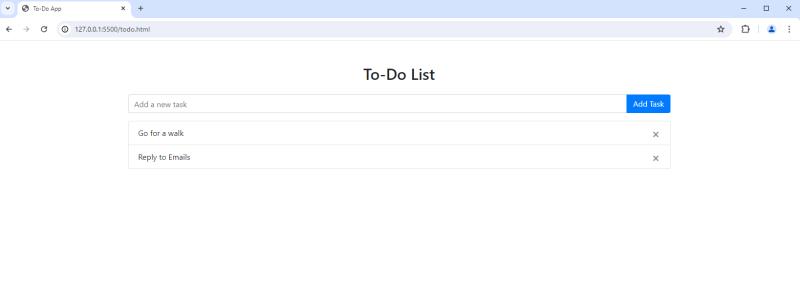 To-Do App
127.0.0.1:5500/todo.html
To-Do List
Add a new task
Add Task
Go for a walk
Reply to Emails